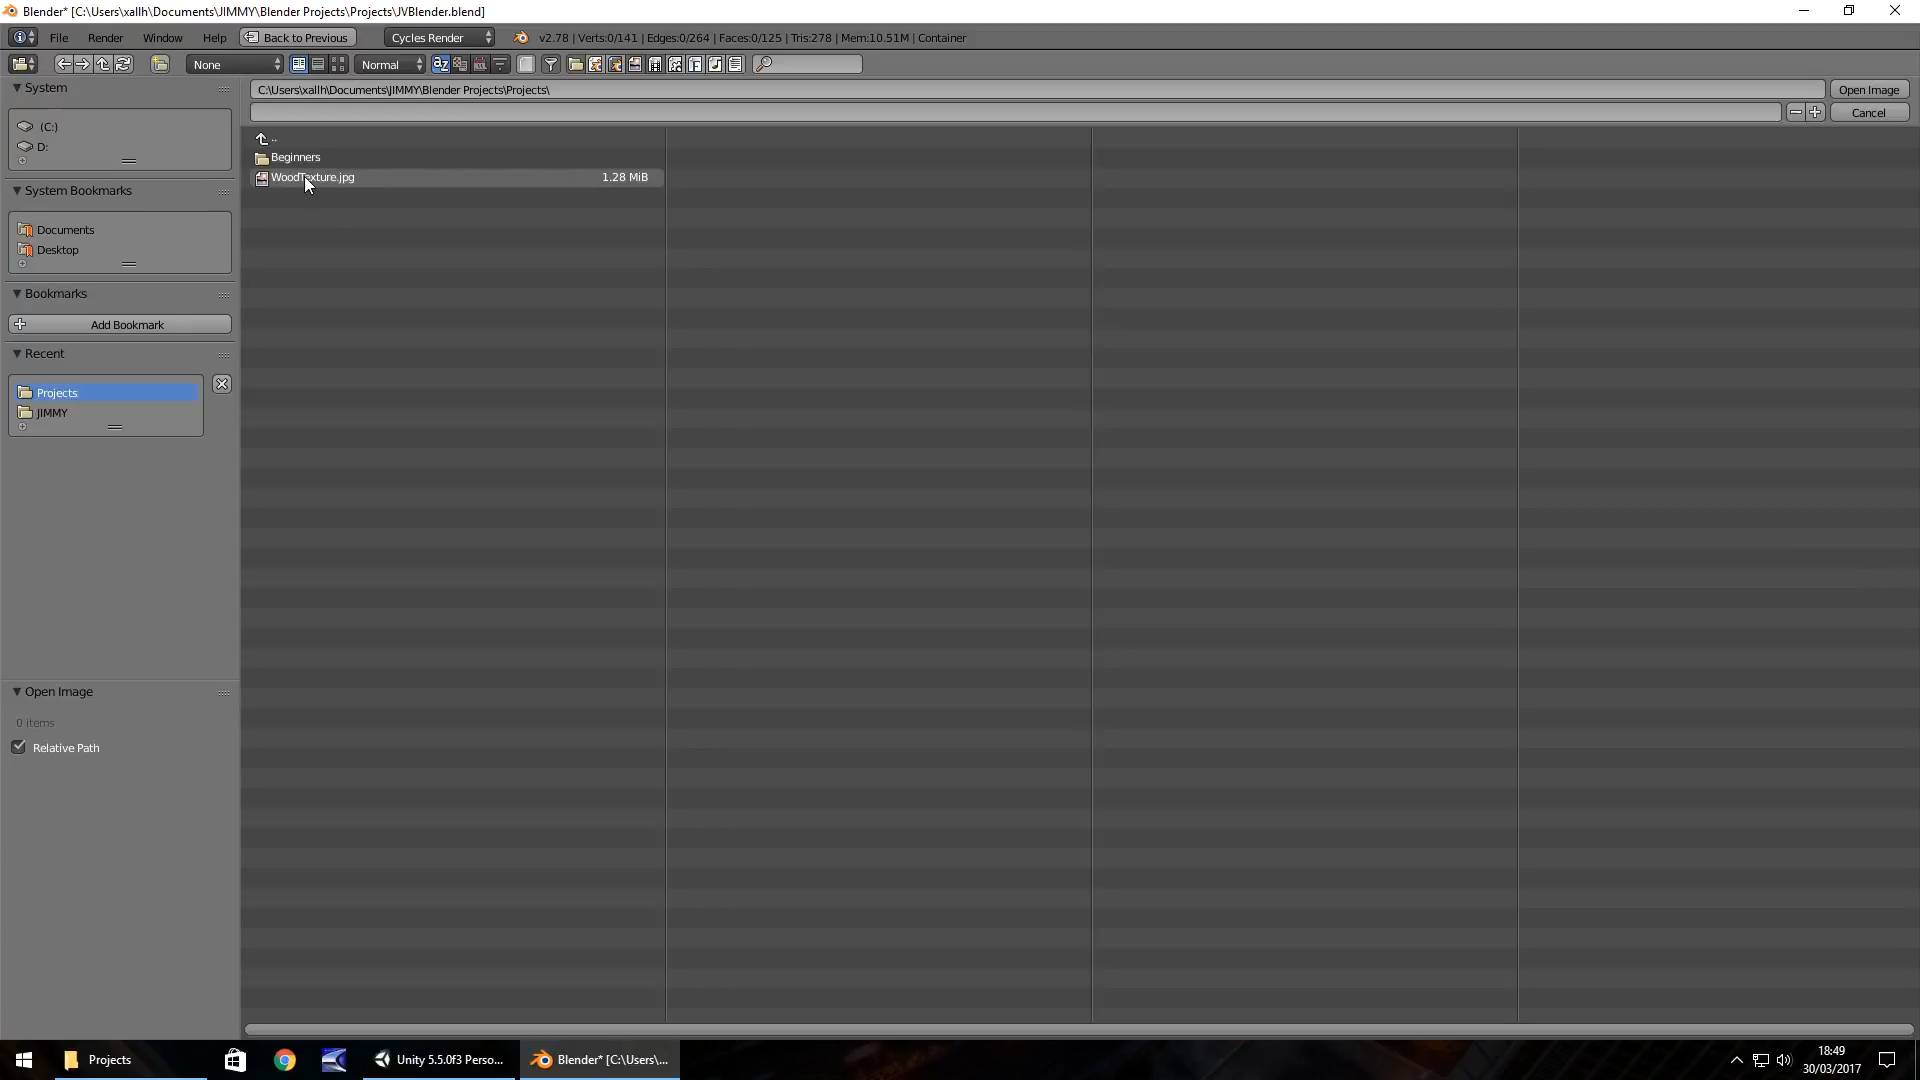 Blender* [C:\Users\xallh\Documents\JIMMY\Blender Projects\Projects\JVBlender.blend]
File Render Window Help Back to Previous Cycles Render v2.78 | Verts:0/141 | Edges:0/264 | Faces:0/125 | Tris:278 | Mem:10.51M | Container
None Normal
System
C:\Users\xallh\Documents\JIMMY\Blender Projects\Projects\ Open Image
Cancel
(C:)
D:
..
Beginners
WoodTexture.jpg 1.28 MiB
System Bookmarks
Documents
Desktop
Bookmarks
Add Bookmark
Recent
Projects
JIMMY
Open Image
0 items
Relative Path
Projects Unity 5.5.0f3 Perso... Blender* [C:\Users\... 18:49
30/03/2017